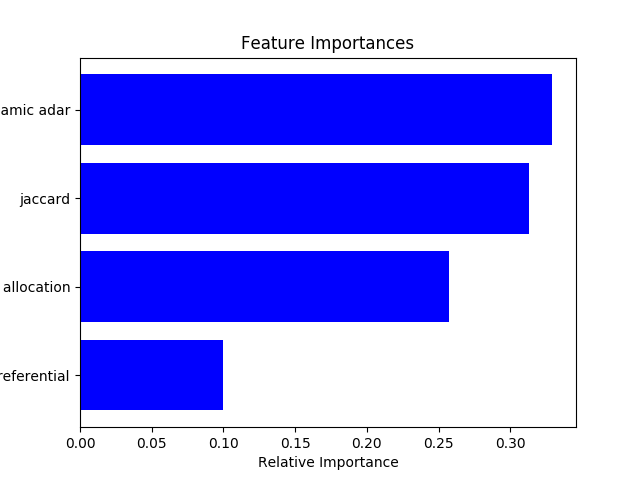 Feature Importances
amic adar
jaccard
allocation
referential
0.00 0.05 0.10 0.15 0.20 0.25 0.30
Relative Importance